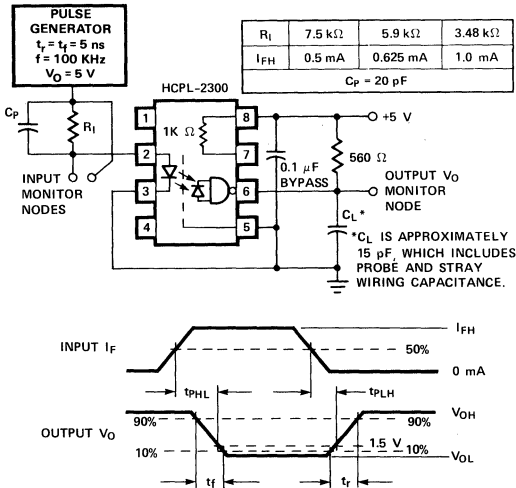 PULSE
GENERATOR
tr = tf = 5 ns
f = 100 KHz
VO = 5 V
RI 7.5 kΩ 5.9 kΩ 3.48 kΩ
IFH 0.5 mA 0.625 mA 1.0 mA
CP = 20 pF
HCPL-2300
CP
RI
1
8
+5 V
1K Ω
2
7
0.1 μF
BYPASS
560 Ω
INPUT
MONITOR
NODES
3
6
OUTPUT VO
MONITOR
NODE
4
5
CL*
*CL IS APPROXIMATELY
15 pF, WHICH INCLUDES
PROBE AND STRAY
WIRING CAPACITANCE.
INPUT IF
IFH
50%
0 mA
tPHL
tPLH
OUTPUT VO
90%
90%
VOH
10%
1.5 V
10%
VOL
tf
tr